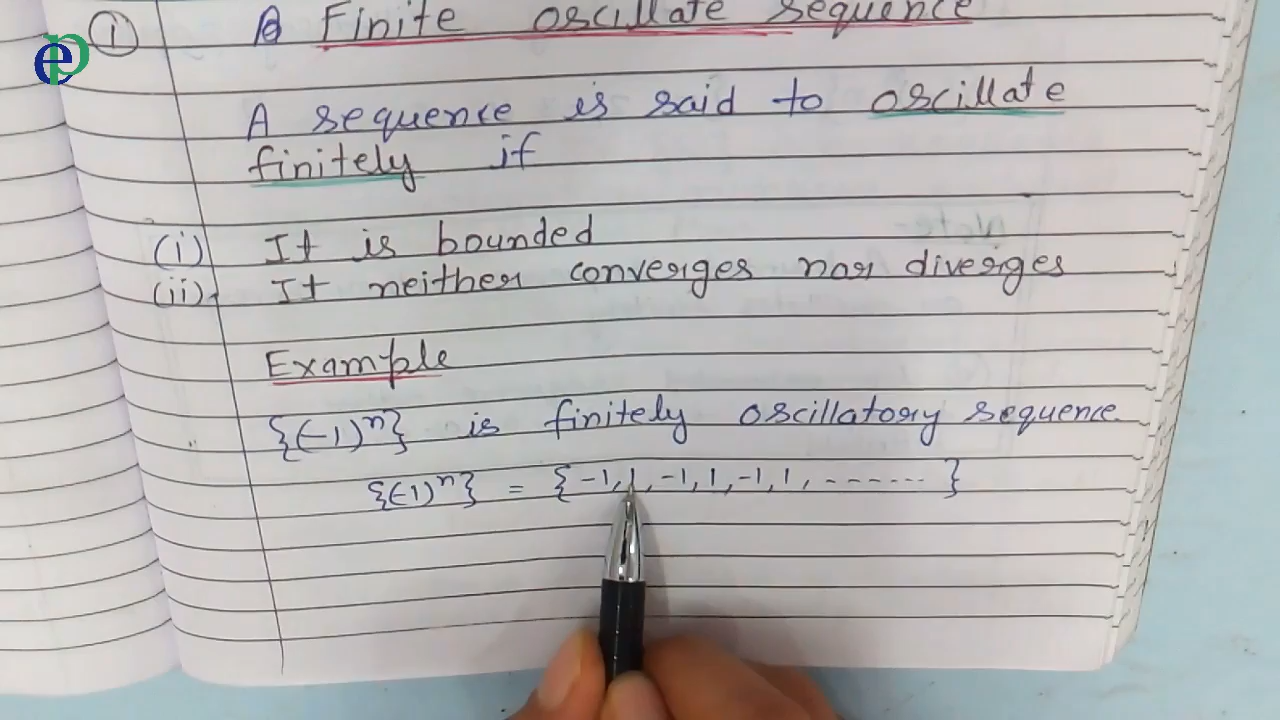 ep
① Finite oscillate sequence
A sequence is said to oscillate
finitely if
(i) It is bounded
(ii) It neither converges nor diverges
Example
{(-1)ⁿ} is finitely oscillatory sequence
{(-1)ⁿ} = {-1, 1, -1, 1, -1, 1, ------- }